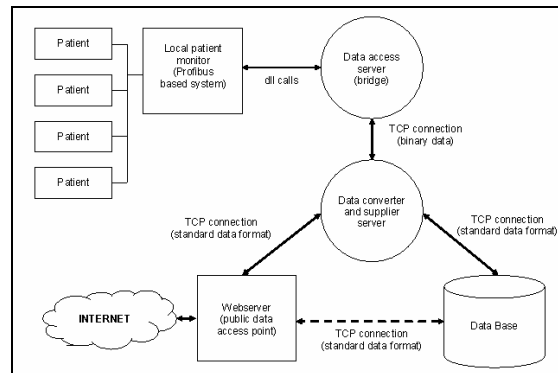 Patient
Patient
Patient
Patient
Local patient
monitor
(Profibus
based system)
dll calls
Data access
server
(bridge)
TCP connection
(binary data)
Data converter
and supplier
server
TCP connection
(standard data format)
TCP connection
(standard data format)
INTERNET
Webserver
(public data
access point)
TCP connection
(standard data format)
Data Base